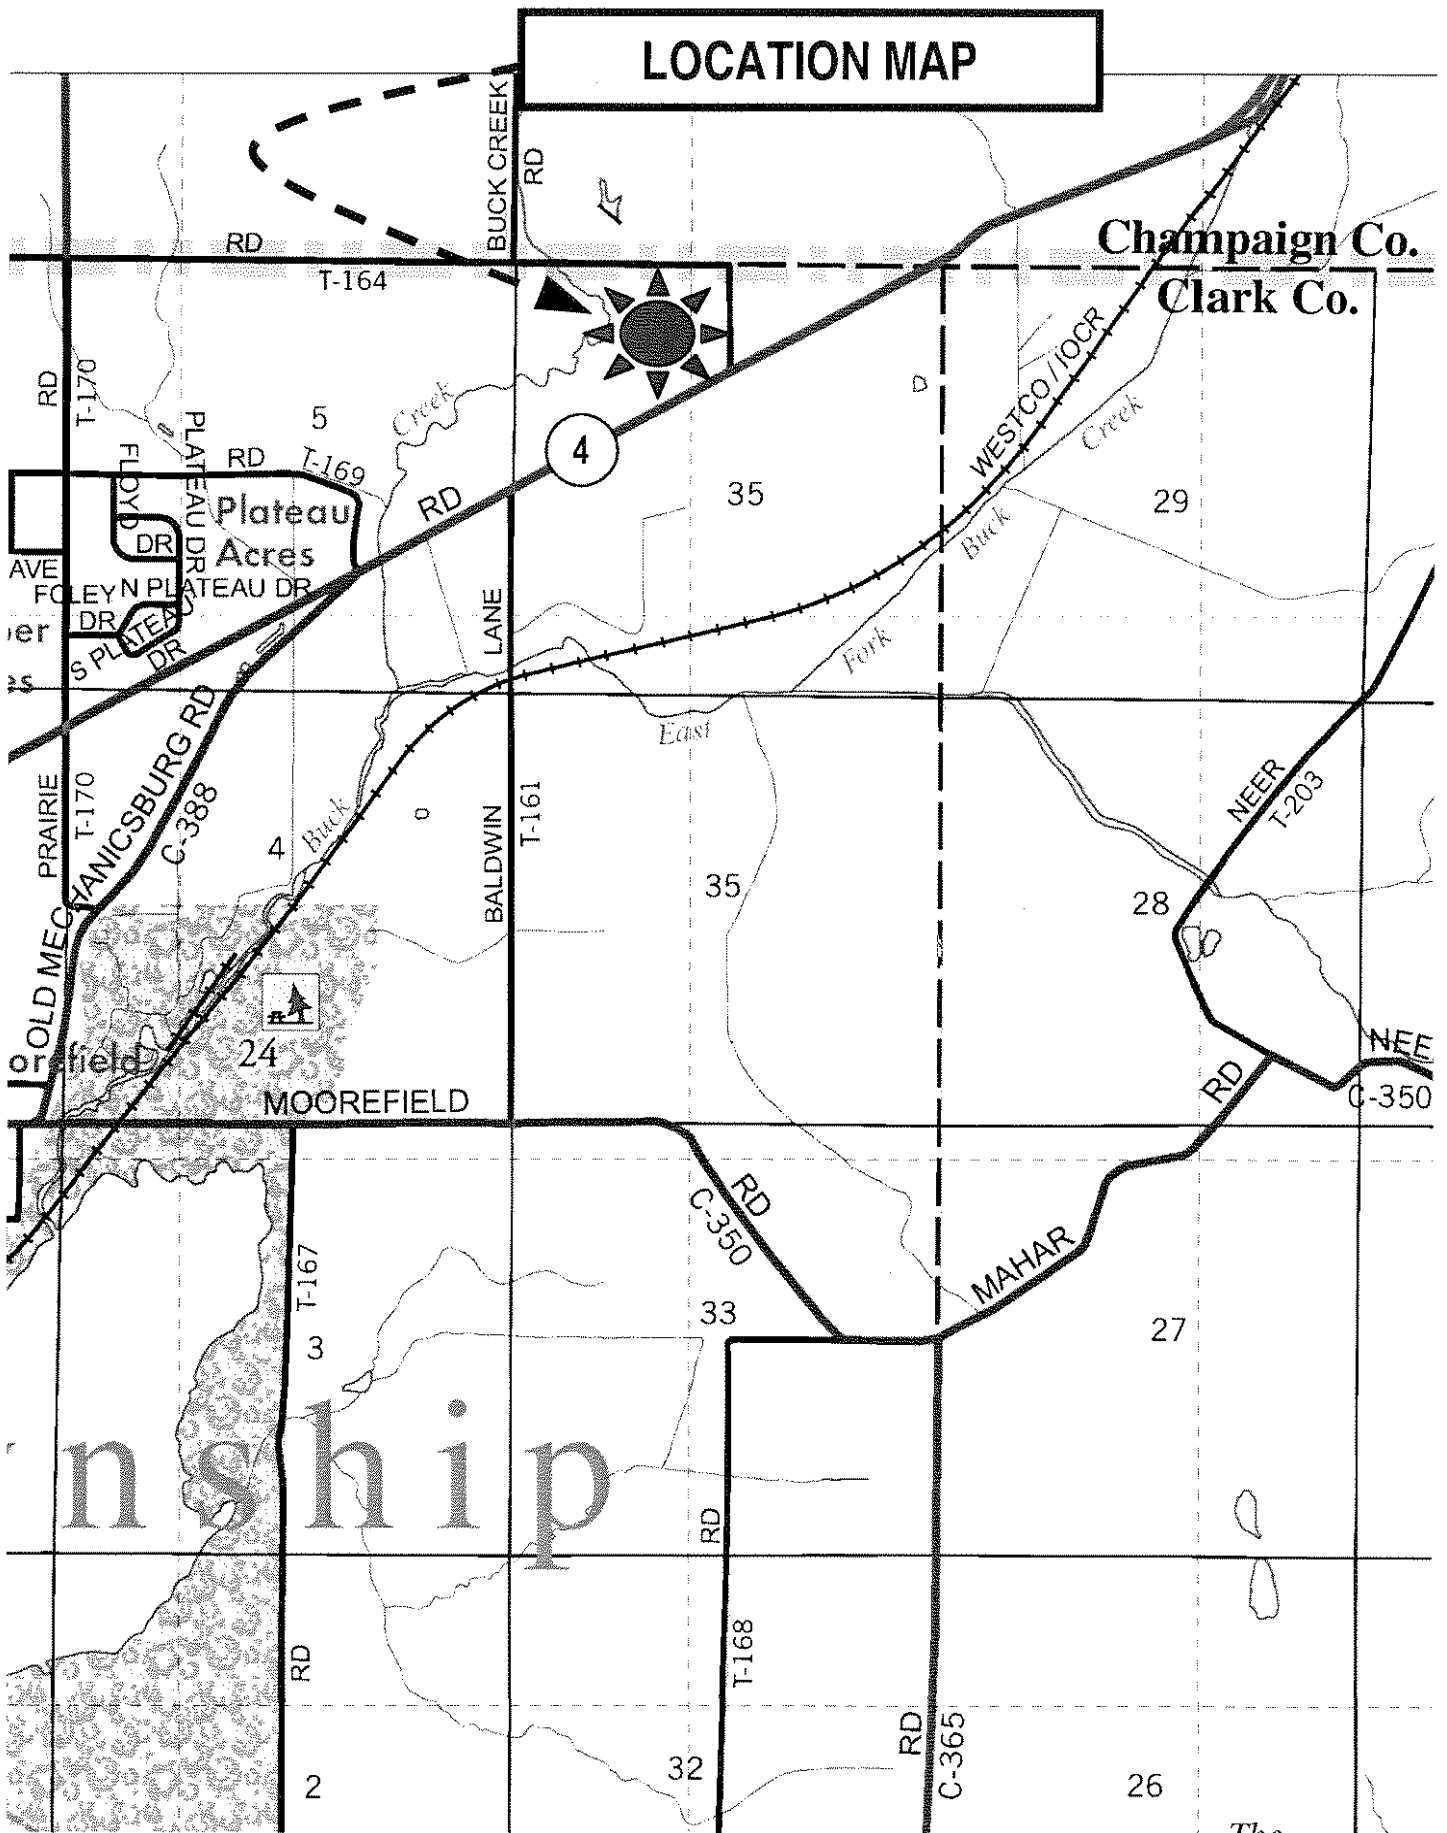 LOCATION MAP
BUCK CREEK
RD
RD
T-164
Champaign Co.
Clark Co.
RD
T-170
5
Creek
4
WESTCO / IOCR
Creek
PLATEAU DR
FLOYD
DR
RD
T-169
Plateau
Acres
RD
35
29
Buck
AVE
FOLEY
DR
N PLATEAU DR
S PLATEAU
DR
LANE
Fork
East
PRAIRIE
T-170
OLD MECHANICSBURG RD
C-388
4
Buck
BALDWIN
T-161
35
NEER
T-203
28
orefield
24
MOOREFIELD
NEE
C-350
RD
RD
C-350
MAHAR
T-167
3
33
27
nship
RD
RD
T-168
RD
C-365
2
32
26
The